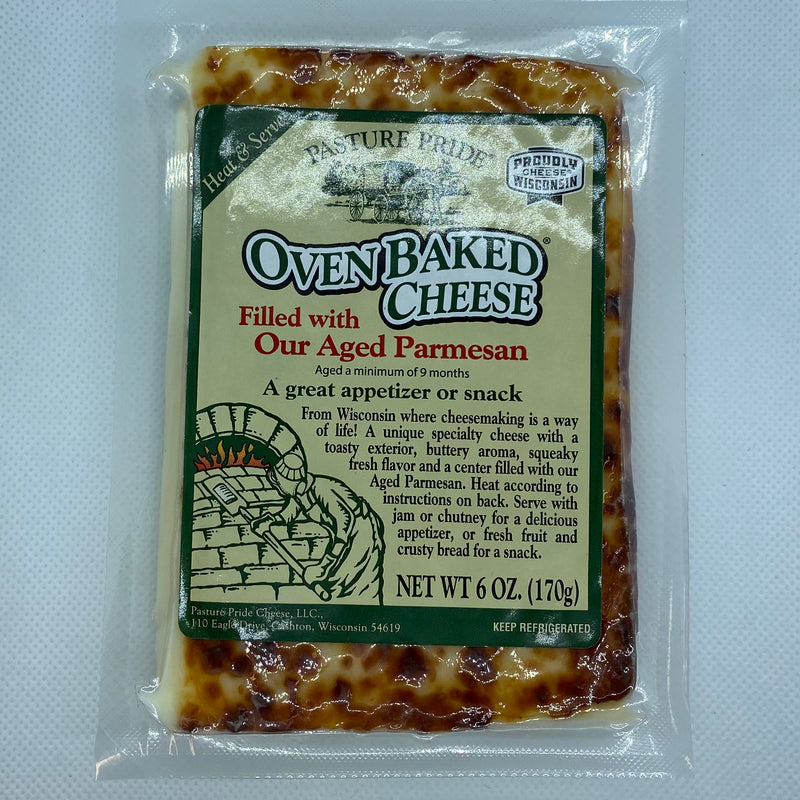 Heat & Serve
PASTURE PRIDE®
PROUDLY
WISCONSIN
CHEESE®
OVEN BAKED®
CHEESE
Filled with
Our Aged Parmesan
Aged a minimum of 9 months
A great appetizer or snack
From Wisconsin where cheesemaking is a way
of life! A unique specialty cheese with a
toasty exterior, buttery aroma, squeaky
fresh flavor and a center filled with our
Aged Parmesan. Heat according to
instructions on back. Serve with
jam or chutney for a delicious
appetizer, or fresh fruit and
crusty bread for a snack.
NET WT 6 OZ. (170g)
Pasture Pride Cheese, LLC.,
110 Eagle Drive, Cashton, Wisconsin 54619
KEEP REFRIGERATED